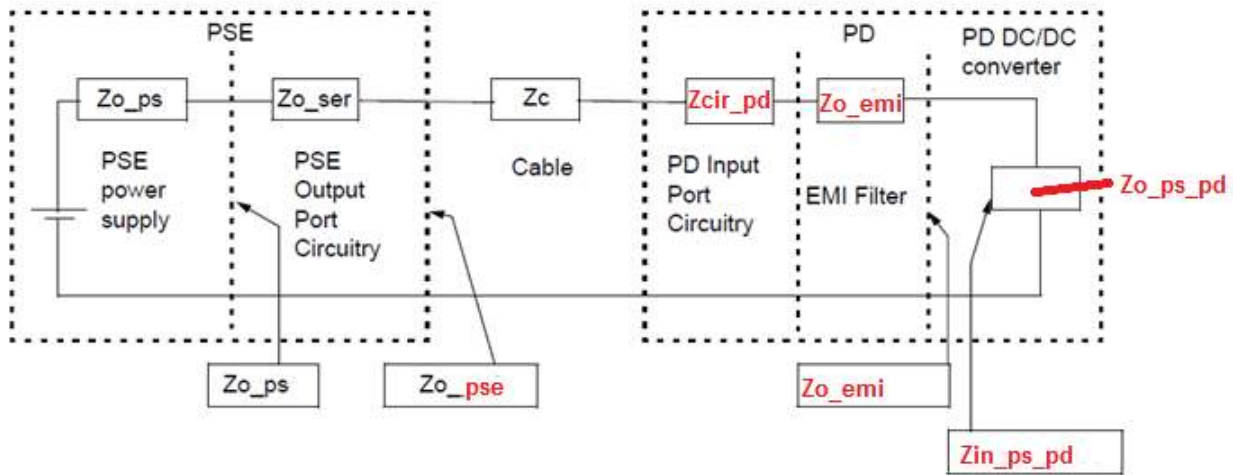 PSE
PD
PD DC/DC
converter
Zo_ps
Zo_ser
Zc
Zcir_pd
Zo_emi
PSE
power
supply
PSE
Output
Port
Circuitry
Cable
PD Input
Port
Circuitry
EMI Filter
Zo_ps_pd
Zo_ps
Zo_pse
Zo_emi
Zin_ps_pd